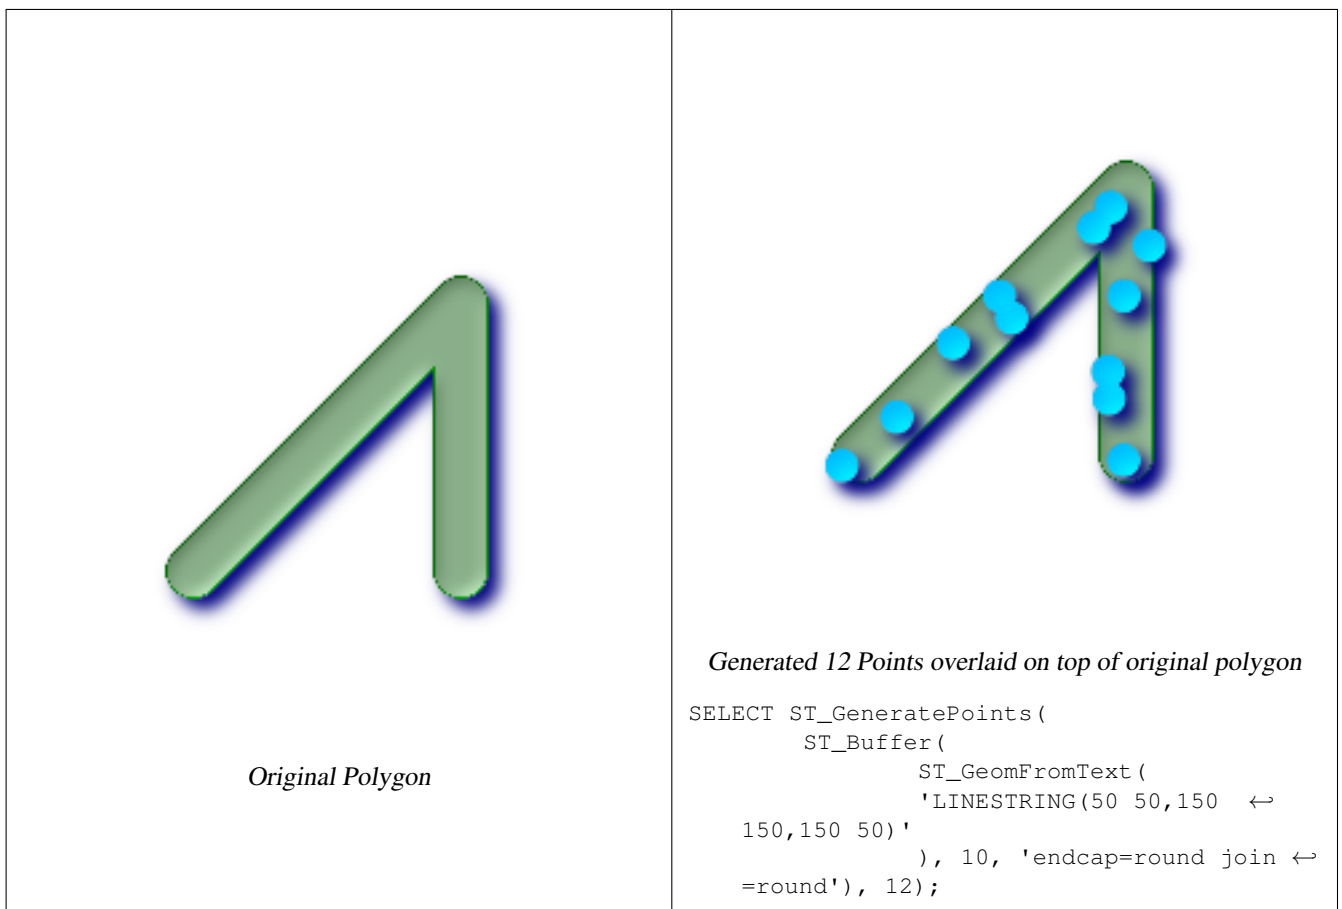 Original Polygon
Generated 12 Points overlaid on top of original polygon
SELECT ST_GeneratePoints(
ST_Buffer(
ST_GeomFromText(
'LINESTRING(50 50,150 ↩
150,150 50)'
), 10, 'endcap=round join ↩
=round'), 12);